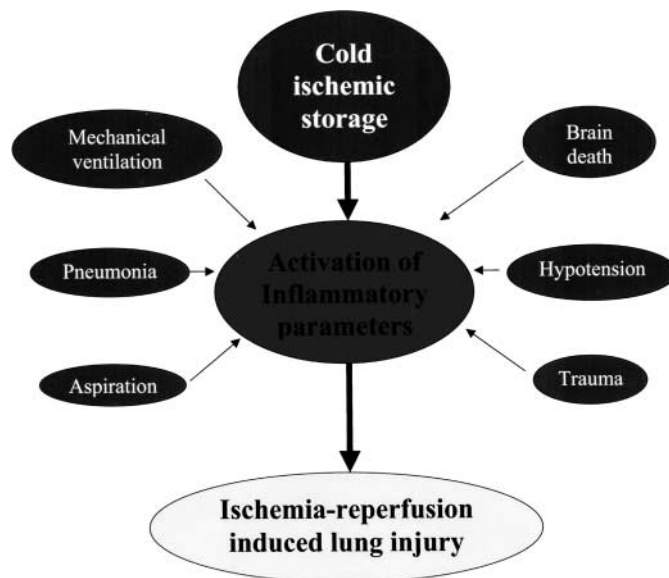 Cold
ischemic
storage
Mechanical
ventilation
Brain
death
Pneumonia
Activation of
Inflammatory
parameters
Hypotension
Aspiration
Trauma
Ischemia-reperfusion
induced lung injury